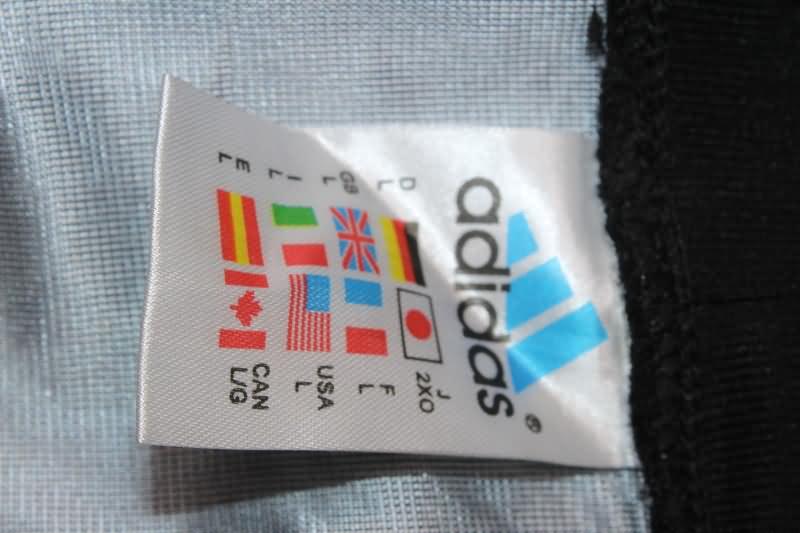 adidas®
D J
L 2XO
GB F
L L
I USA
L L
E CAN
L L/G